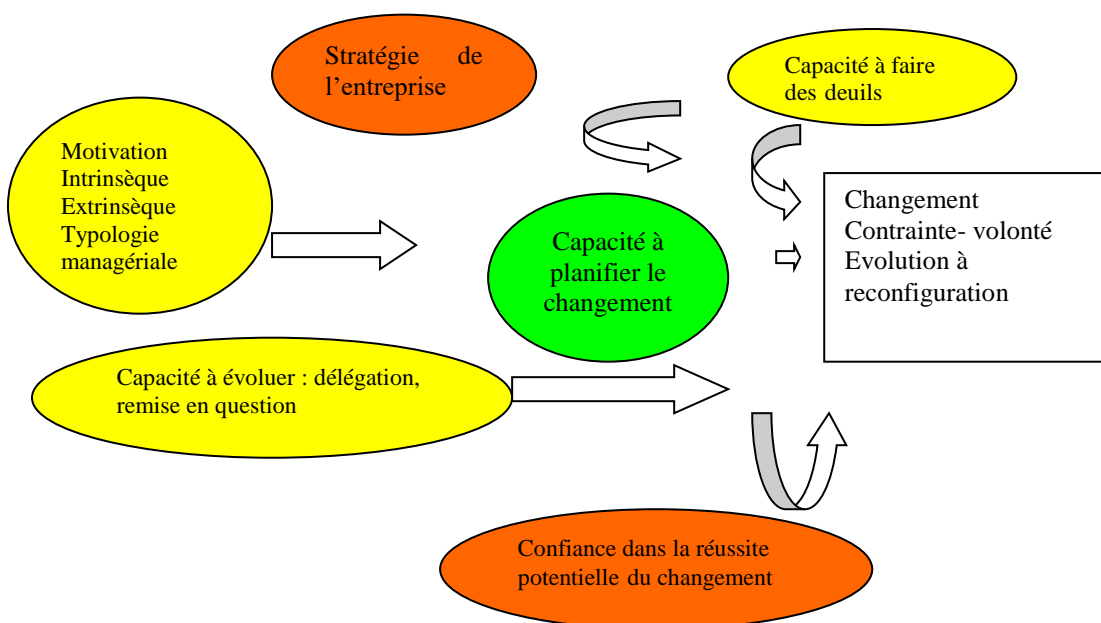 Stratégie de
l’entreprise
Capacité à faire
des deuils
Motivation
Intrinsèque
Extrinsèque
Typologie
managériale
Capacité à
planifier le
changement
Changement
Contrainte- volonté
Evolution à
reconfiguration
Capacité à évoluer : délégation,
remise en question
Confiance dans la réussite
potentielle du changement